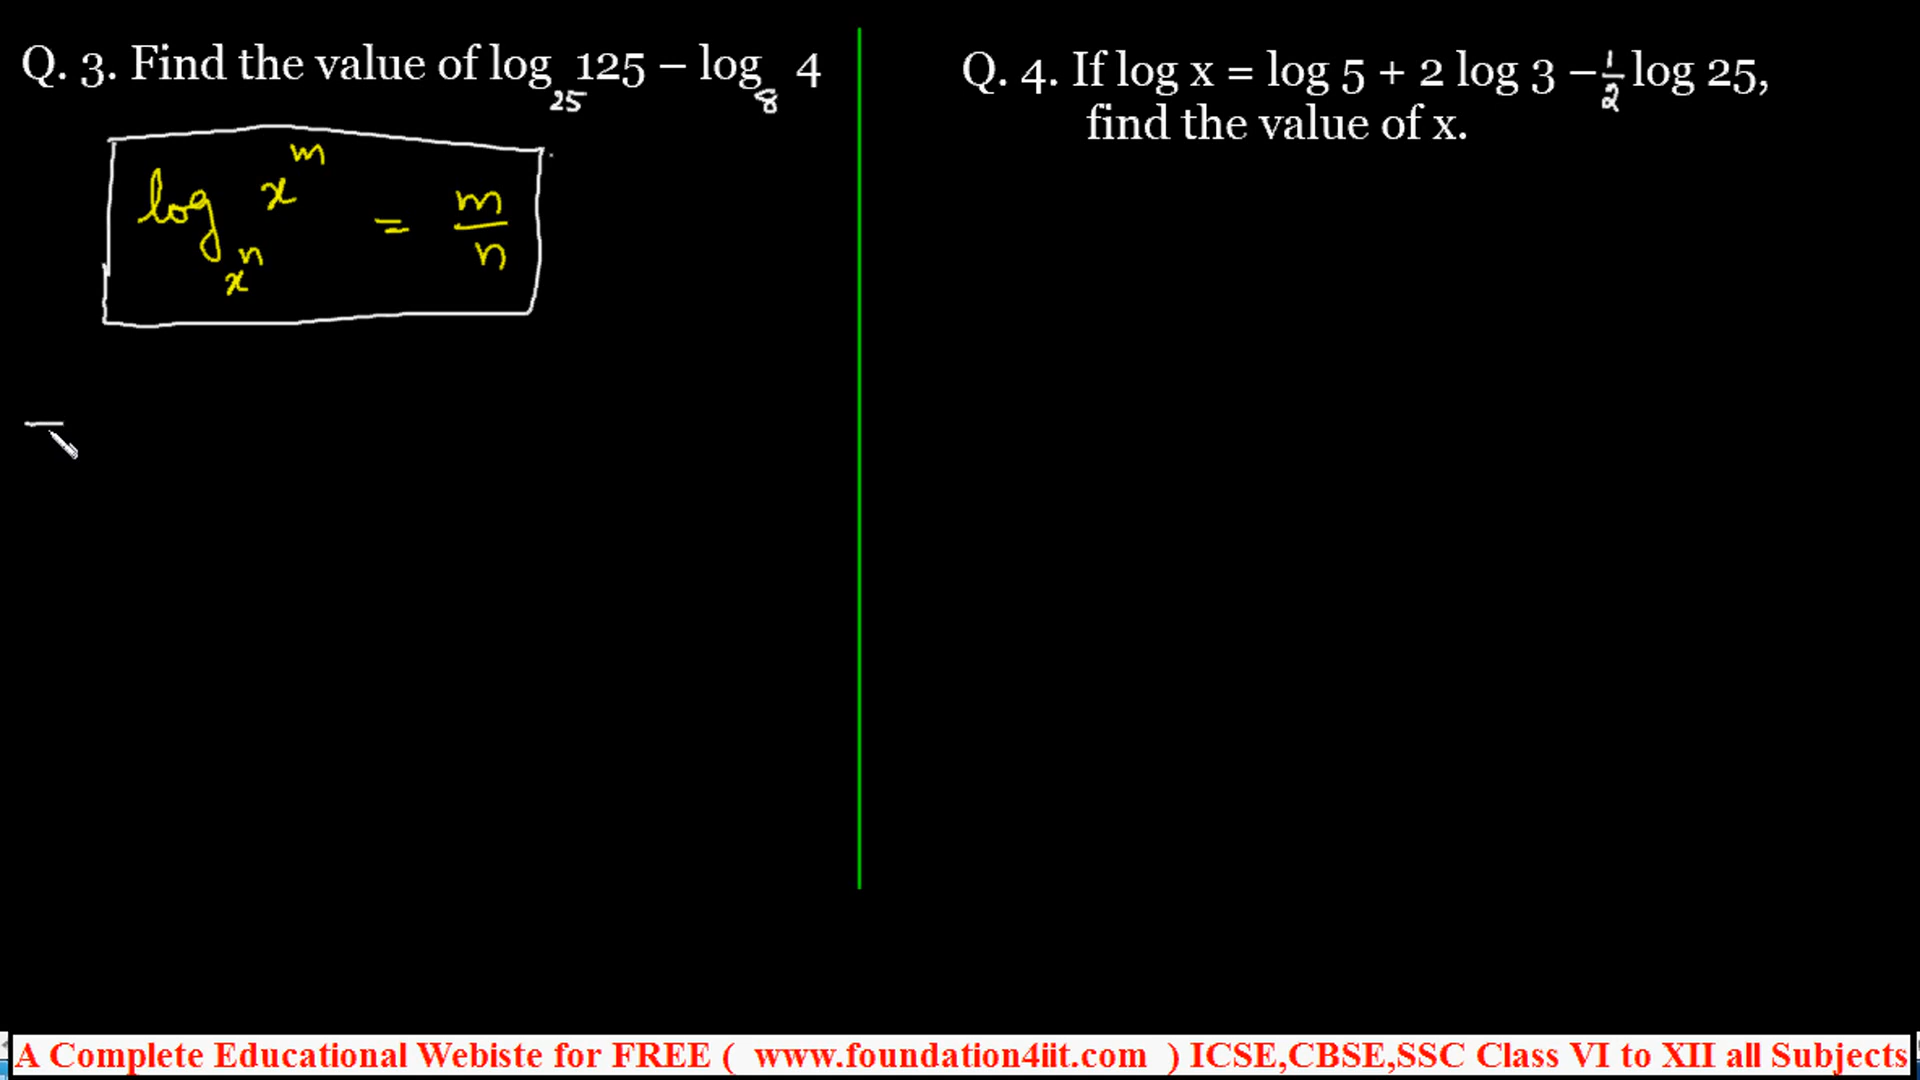 Q. 3. Find the value of log₂₅ 125 – log₈ 4
log_{xⁿ} xᵐ = m/n
Q. 4. If log x = log 5 + 2 log 3 – 1/2 log 25,
find the value of x.
A Complete Educational Webiste for FREE ( www.foundation4iit.com ) ICSE,CBSE,SSC Class VI to XII all Subjects